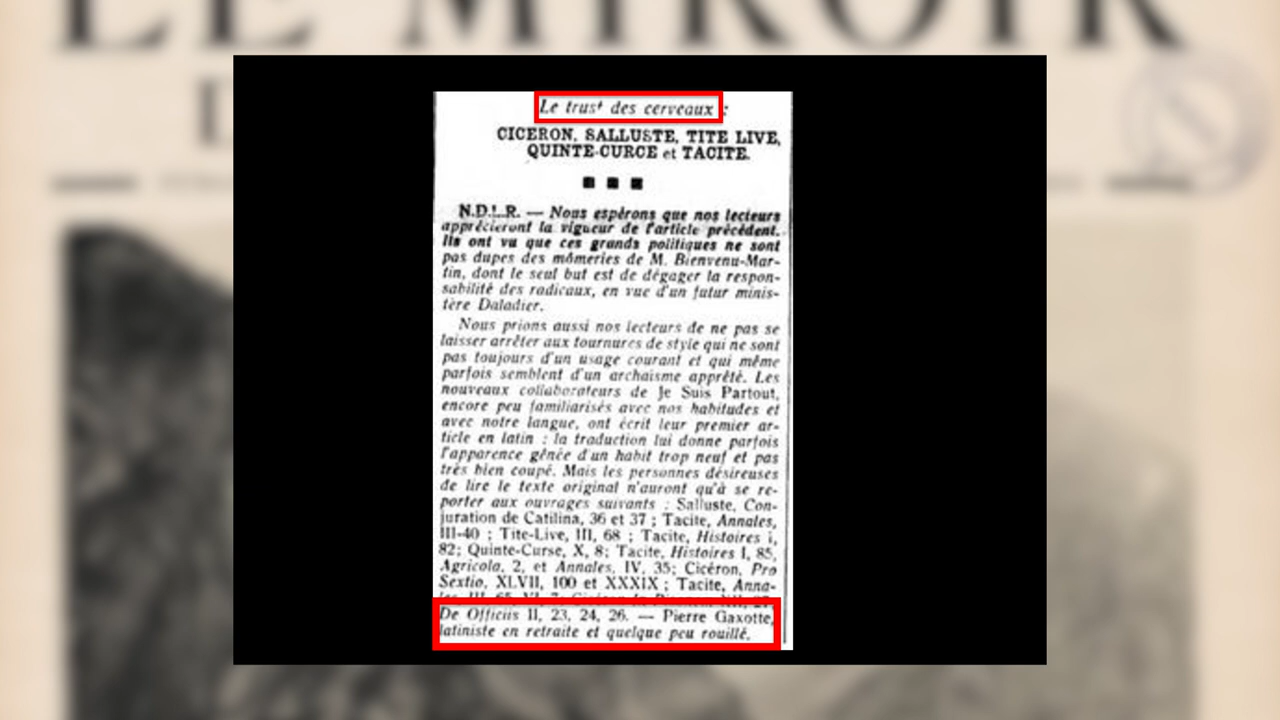 LE MIROIR
Le trust des cerveaux :
CICERON, SALLUSTE, TITE LIVE,
QUINTE-CURCE et TACITE.
N.D.L.R. — Nous espérons que nos lecteurs
apprécieront la vigueur de l'article précédent.
Ils ont vu que ces grands politiques ne sont
pas dupes des mômeries de M. Bienvenu-Mar-
tin, dont le seul but est de dégager la respon-
sabilité des radicaux, en vue d'un futur minis-
tère Daladier.
Nous prions aussi nos lecteurs de ne pas se
laisser arrêter aux tournures de style qui ne sont
pas toujours d'un usage courant et qui même
parfois semblent d'un archaïsme apprêté. Les
nouveaux collaborateurs de Je Suis Partout,
encore peu familiarisés avec nos habitudes et
avec notre langue, ont écrit leur premier ar-
ticle en latin : la traduction lui donne parfois
l'apparence gênée d'un habit trop neuf et pas
très bien coupé. Mais les personnes désireuses
de lire le texte original n'auront qu'à se re-
porter aux ouvrages suivants : Salluste, Con-
juration de Catilina, 36 et 37 ; Tacite, Annales,
III-40 ; Tite-Live, III, 68 ; Tacite, Histoires I,
82; Quinte-Curse, X, 8; Tacite, Histoires I, 85,
Agricola, 2, et Annales, IV, 35; Cicéron, Pro
Sextio, XLVII, 100 et XXXIX ; Tacite, Anna-
De Officiis II, 23, 24, 26. — Pierre Gaxotte,
latiniste en retraite et quelque peu rouillé.